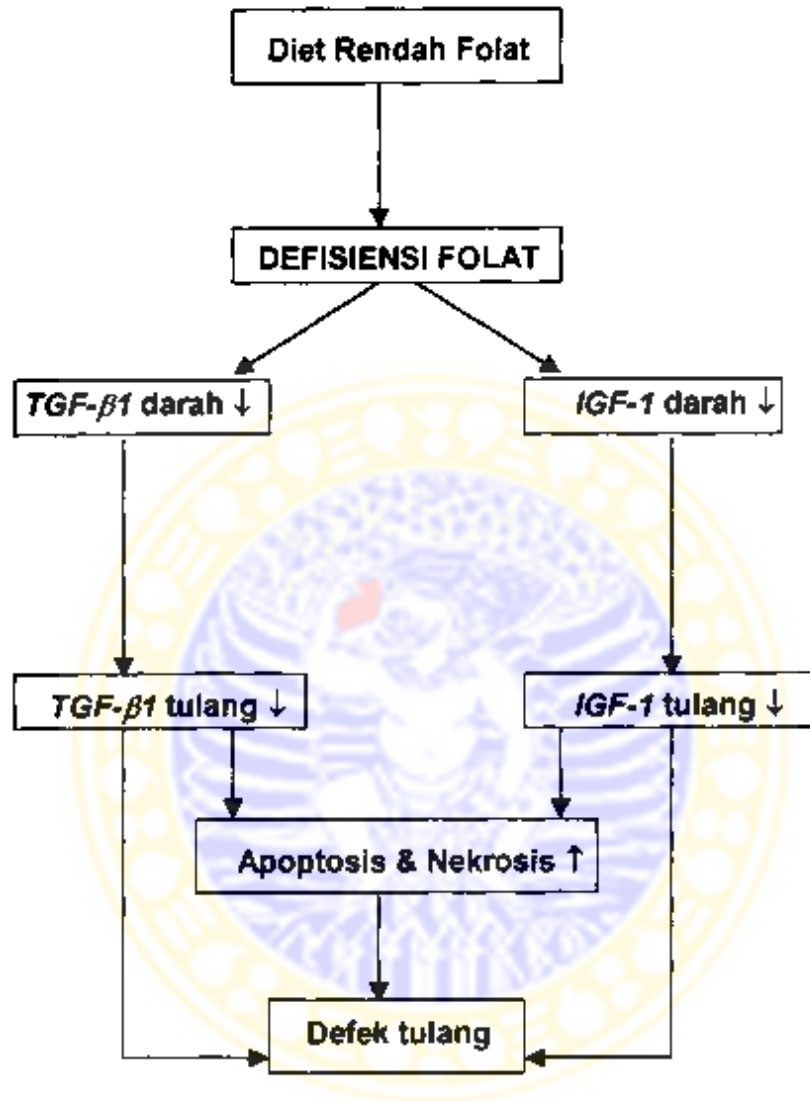 Diet Rendah Folat
DEFISIENSI FOLAT
TGF-β1 darah ↓
IGF-1 darah ↓
TGF-β1 tulang ↓
IGF-1 tulang ↓
Apoptosis & Nekrosis ↑
Defek tulang